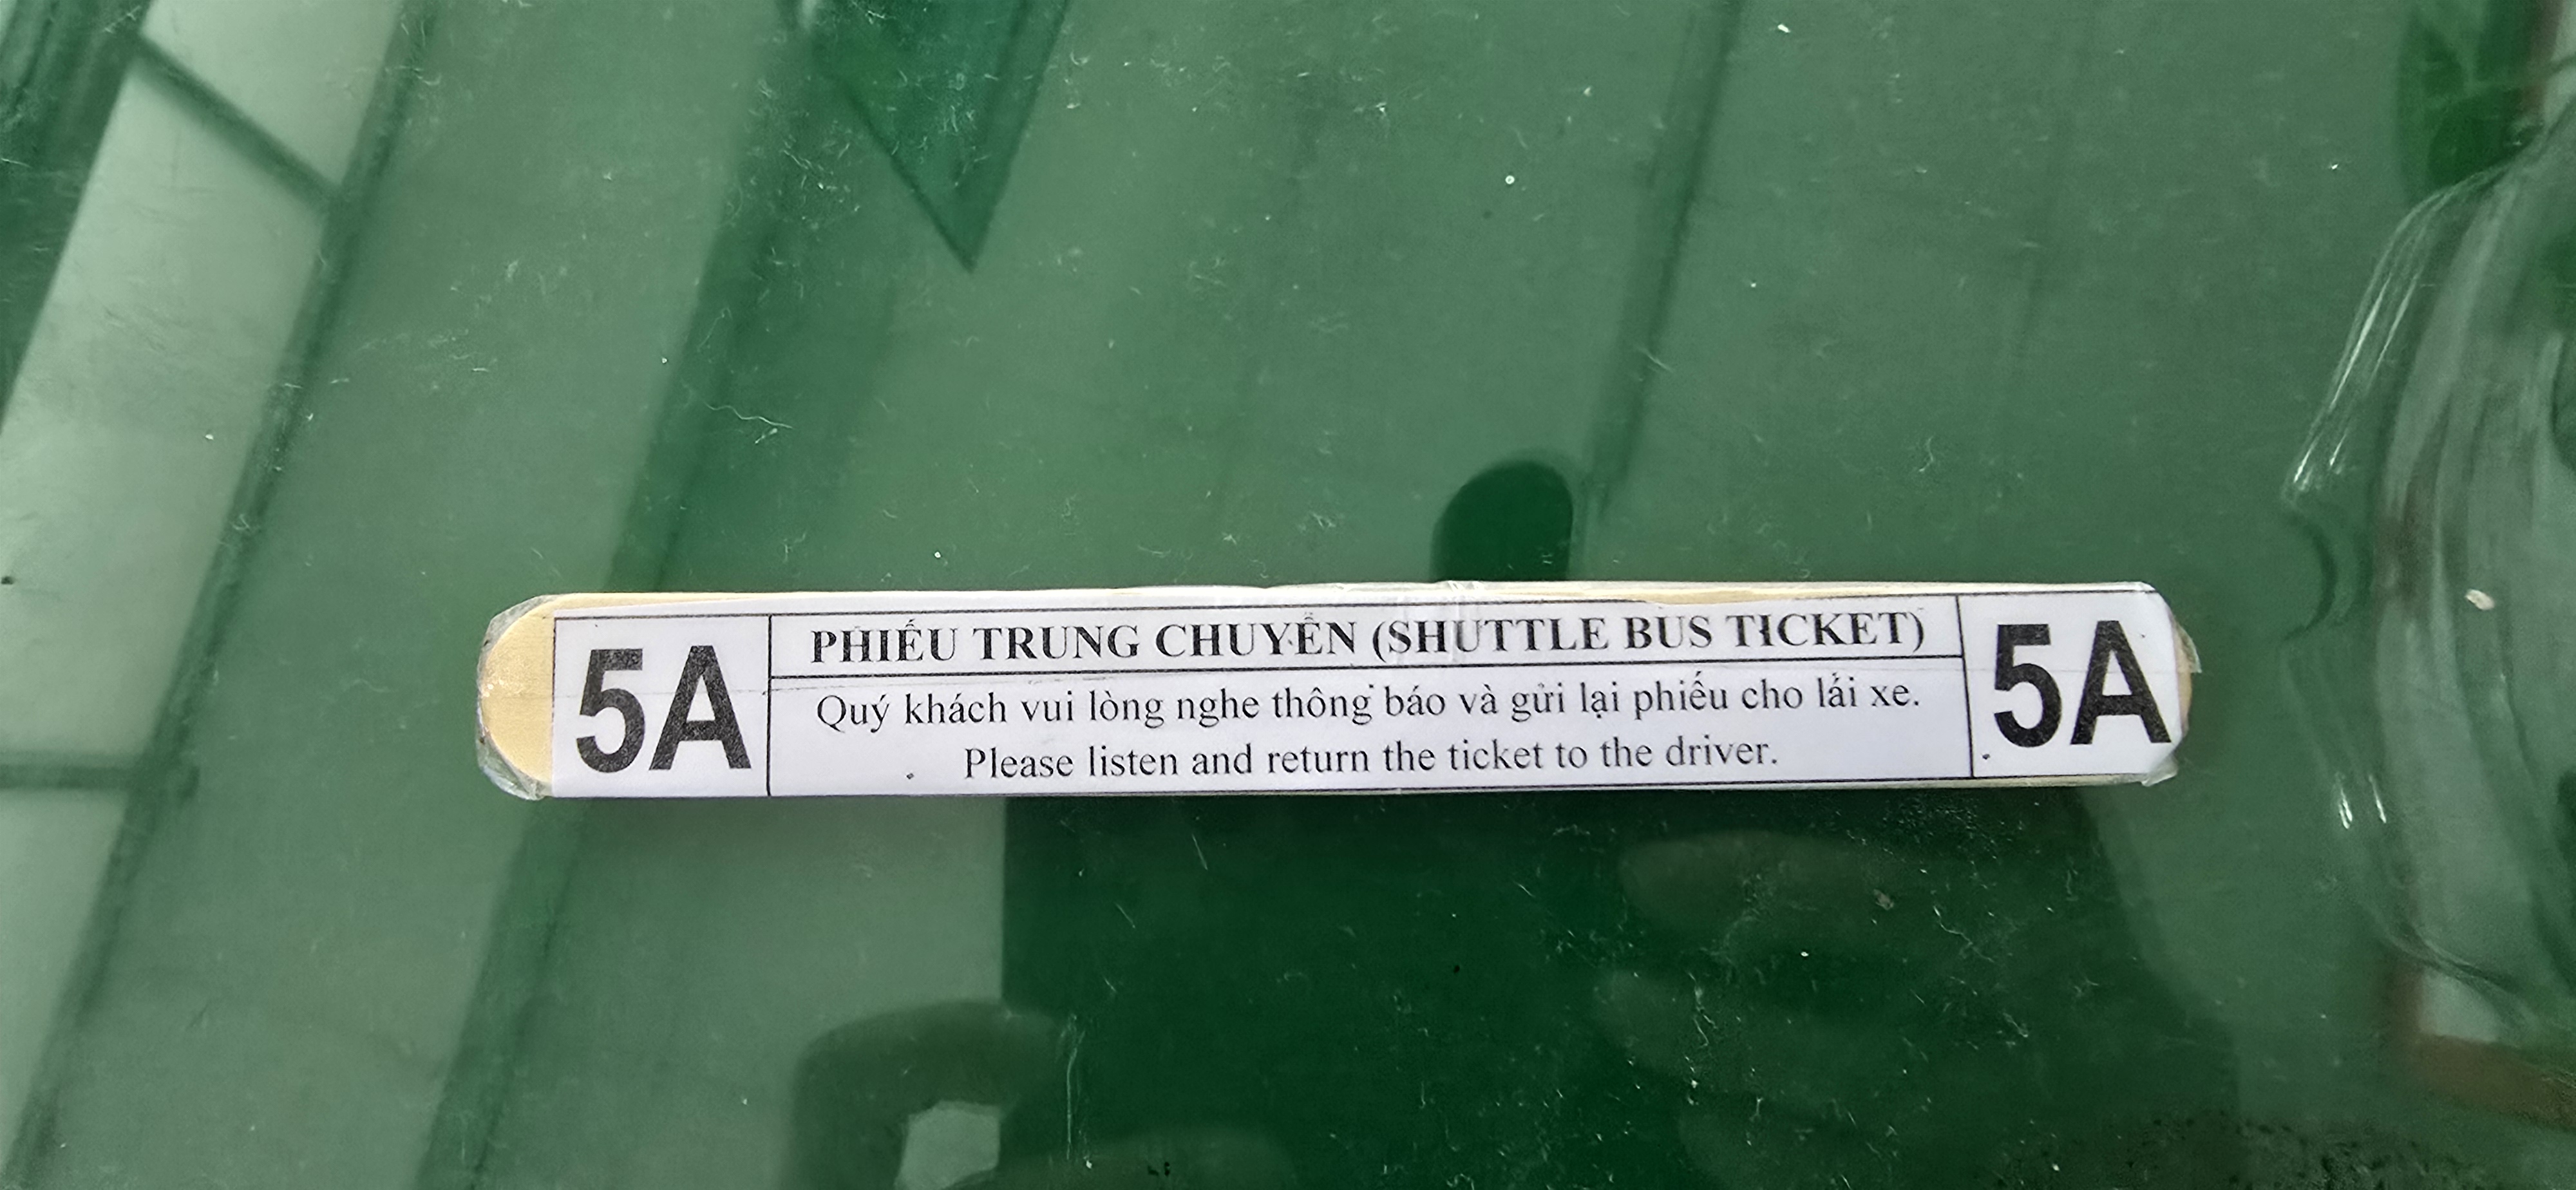 5A
PHIẾU TRUNG CHUYỂN (SHUTTLE BUS TICKET)
Quý khách vui lòng nghe thông báo và gửi lại phiếu cho lái xe.
Please listen and return the ticket to the driver.
5A